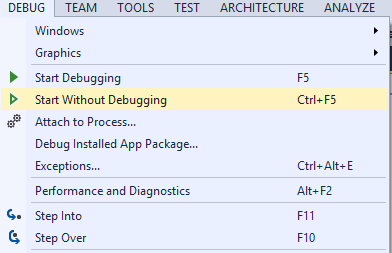 DEBUG TEAM TOOLS TEST ARCHITECTURE ANALYZE
Windows
Graphics
Start Debugging F5
Start Without Debugging Ctrl+F5
Attach to Process...
Debug Installed App Package...
Exceptions... Ctrl+Alt+E
Performance and Diagnostics Alt+F2
Step Into F11
Step Over F10